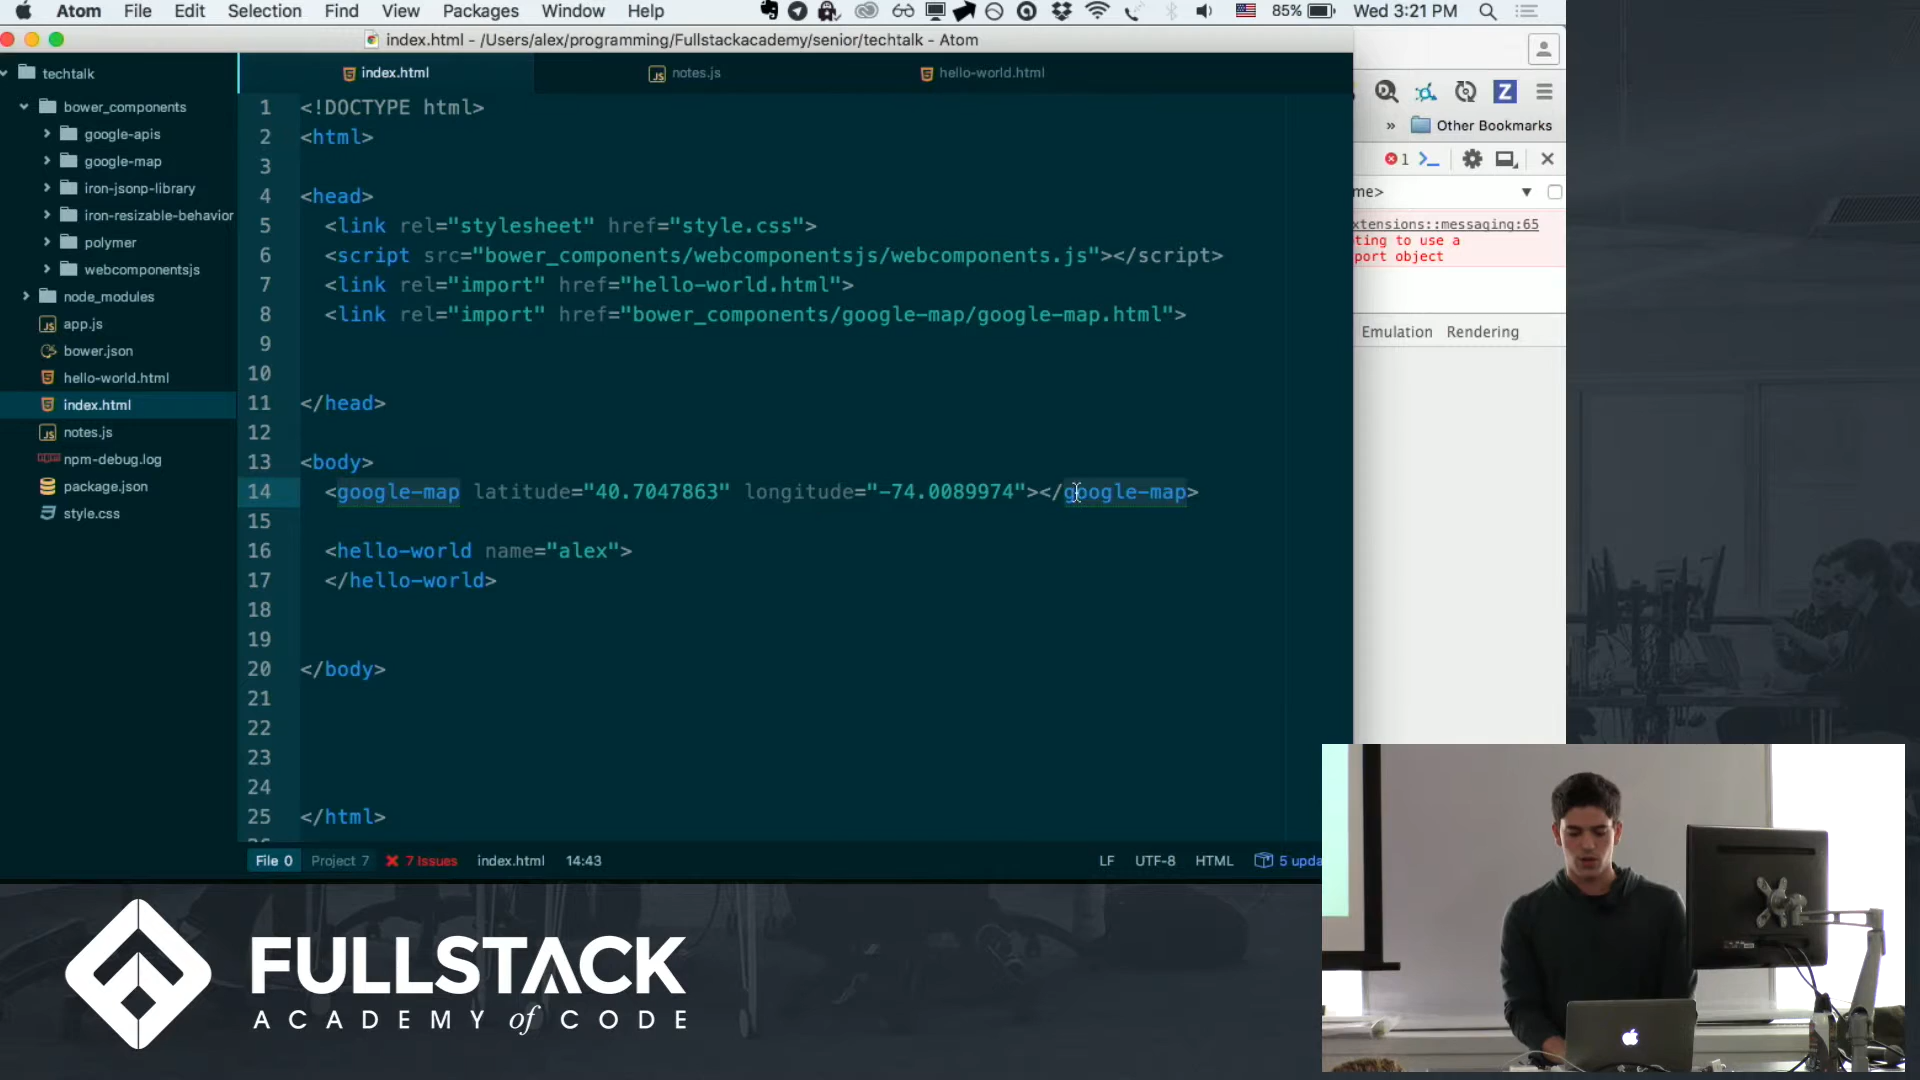 Atom File Edit Selection Find View Packages Window Help 85% Wed 3:21 PM
index.html - /Users/alex/programming/Fullstackacademy/senior/techtalk - Atom
techtalk
bower_components
google-apis
google-map
iron-jsonp-library
iron-resizable-behavior
polymer
webcomponentsjs
node_modules
app.js
bower.json
hello-world.html
index.html
notes.js
npm-debug.log
package.json
style.css
index.html notes.js hello-world.html
1 <!DOCTYPE html>
2 <html>
3
4 <head>
5 <link rel="stylesheet" href="style.css">
6 <script src="bower_components/webcomponentsjs/webcomponents.js"></script>
7 <link rel="import" href="hello-world.html">
8 <link rel="import" href="bower_components/google-map/google-map.html">
9
10
11 </head>
12
13 <body>
14 <google-map latitude="40.7047863" longitude="-74.0089974"></google-map>
15
16 <hello-world name="alex">
17 </hello-world>
18
19
20 </body>
21
22
23
24
25 </html>
File 0 Project 7 7 Issues index.html 14:43 LF UTF-8 HTML 5 upda
Z
» Other Bookmarks
1
me>
xtensions::messaging:65
ting to use a
port object
Emulation Rendering
FULLSTACK
ACADEMY of CODE